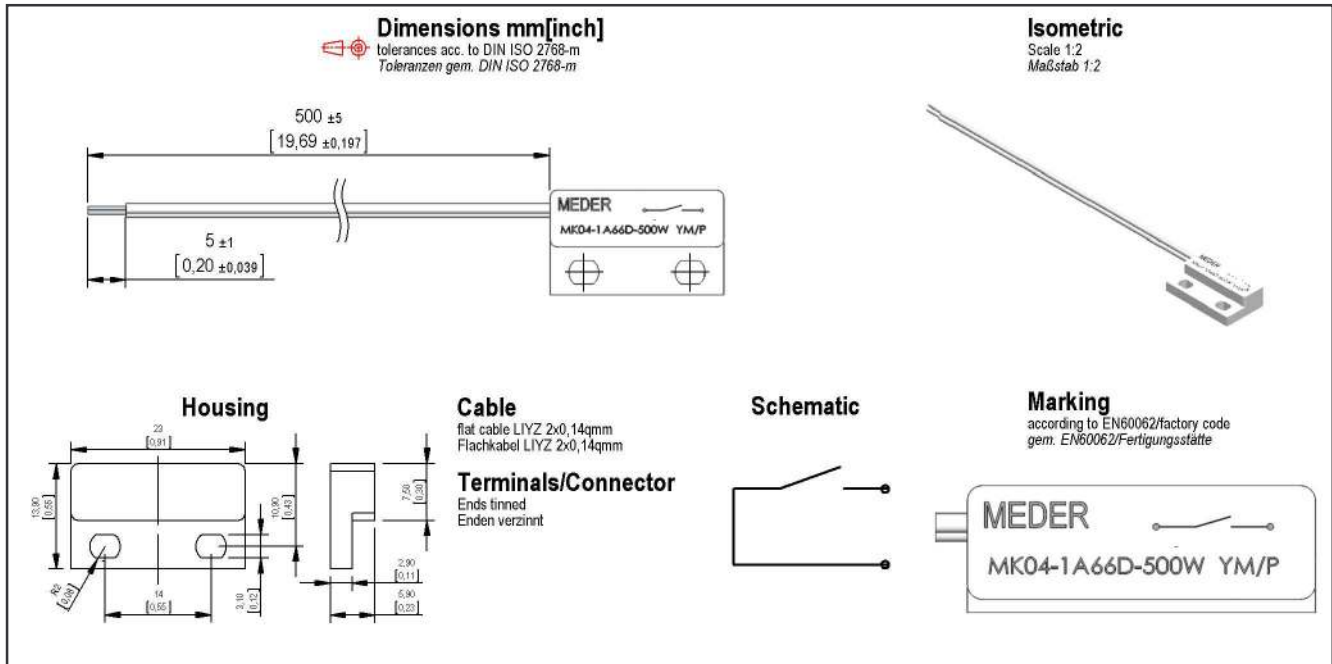 Dimensions mm[inch]
tolerances acc. to DIN ISO 2768-m
Toleranzen gem. DIN ISO 2768-m
500 ±5
[19,69 ±0,197]
5 ±1
[0,20 ±0,039]
MEDER
MK04-1A66D-500W YM/P
Isometric
Scale 1:2
Maßstab 1:2
MEDER
Housing
23
[0,91]
13,90
[0,55]
10,90
[0,43]
R2
[0,08]
14
[0,55]
3,10
[0,12]
7,50
[0,30]
2,90
[0,11]
5,90
[0,23]
Cable
flat cable LIYZ 2x0,14qmm
Flachkabel LIYZ 2x0,14qmm
Terminals/Connector
Ends tinned
Enden verzinnt
Schematic
Marking
according to EN60062/factory code
gem. EN60062/Fertigungsstätte
MEDER
MK04-1A66D-500W YM/P